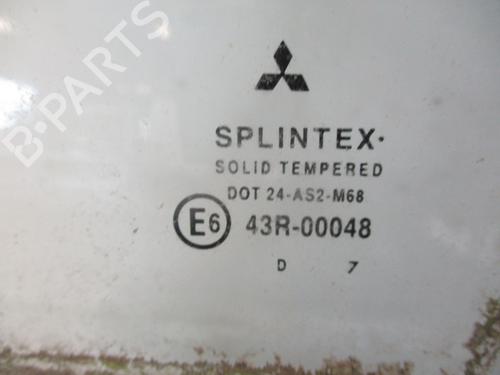 B-PARTS
SPLINTEX·
SOLID TEMPERED
DOT 24-AS2-M68
E6 43R-00048
D 7